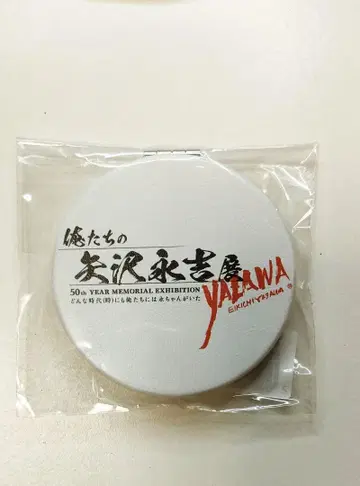 俺たちの
矢沢永吉展
50th YEAR MEMORIAL EXHIBITION
どんな時代(時)にも俺たちには永ちゃんがいた
YAZAWA
EIKICHI YAZAWA